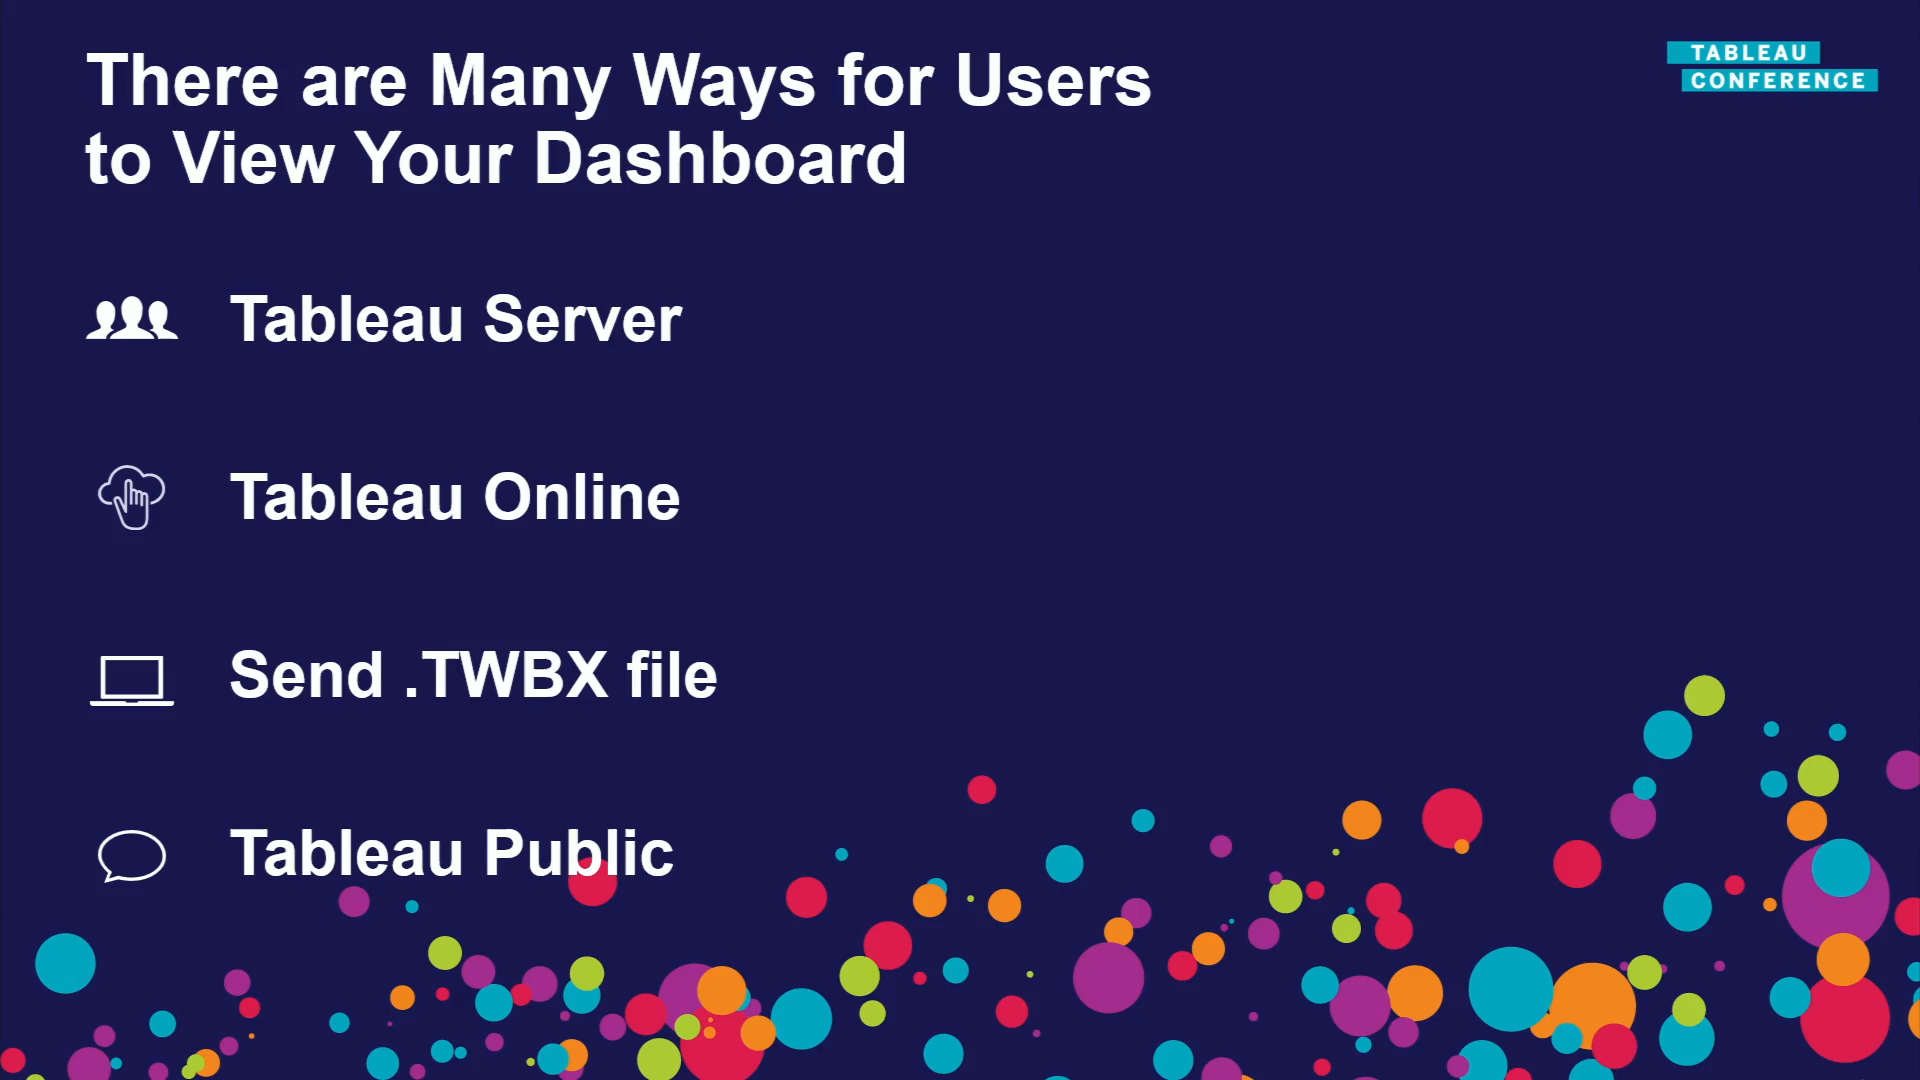 There are Many Ways for Users
to View Your Dashboard
TABLEAU
CONFERENCE
Tableau Server
Tableau Online
Send .TWBX file
Tableau Public